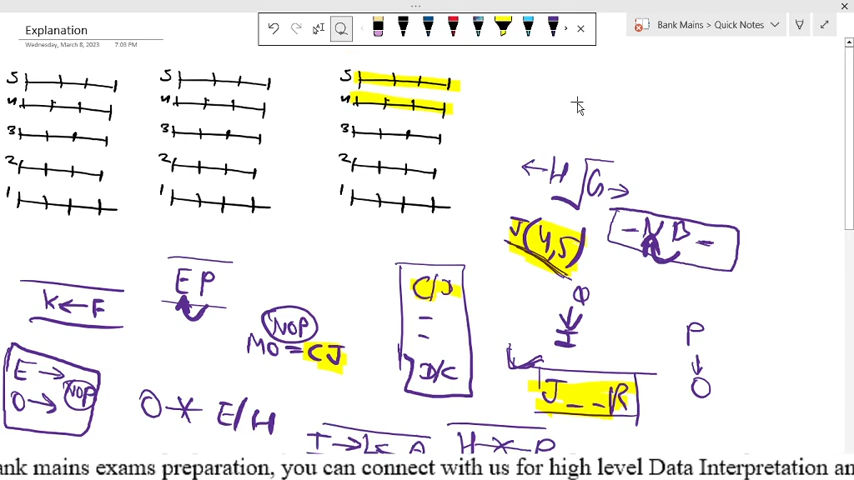 Explanation
Wednesday, March 8, 2023 7:03 PM
Bank Mains > Quick Notes
5 5 5
4 4 4
3 3 3
2 2 2
1 1 1
←H G→
J(4,5)
-N B-
K←F
EP
NOP
MO = CJ
C/J
-
-
D/C
J _ _ R
P
↓
O
E→ NOP
O→
O E/H
ank mains exams preparation, you can connect with us for high level Data Interpretation an